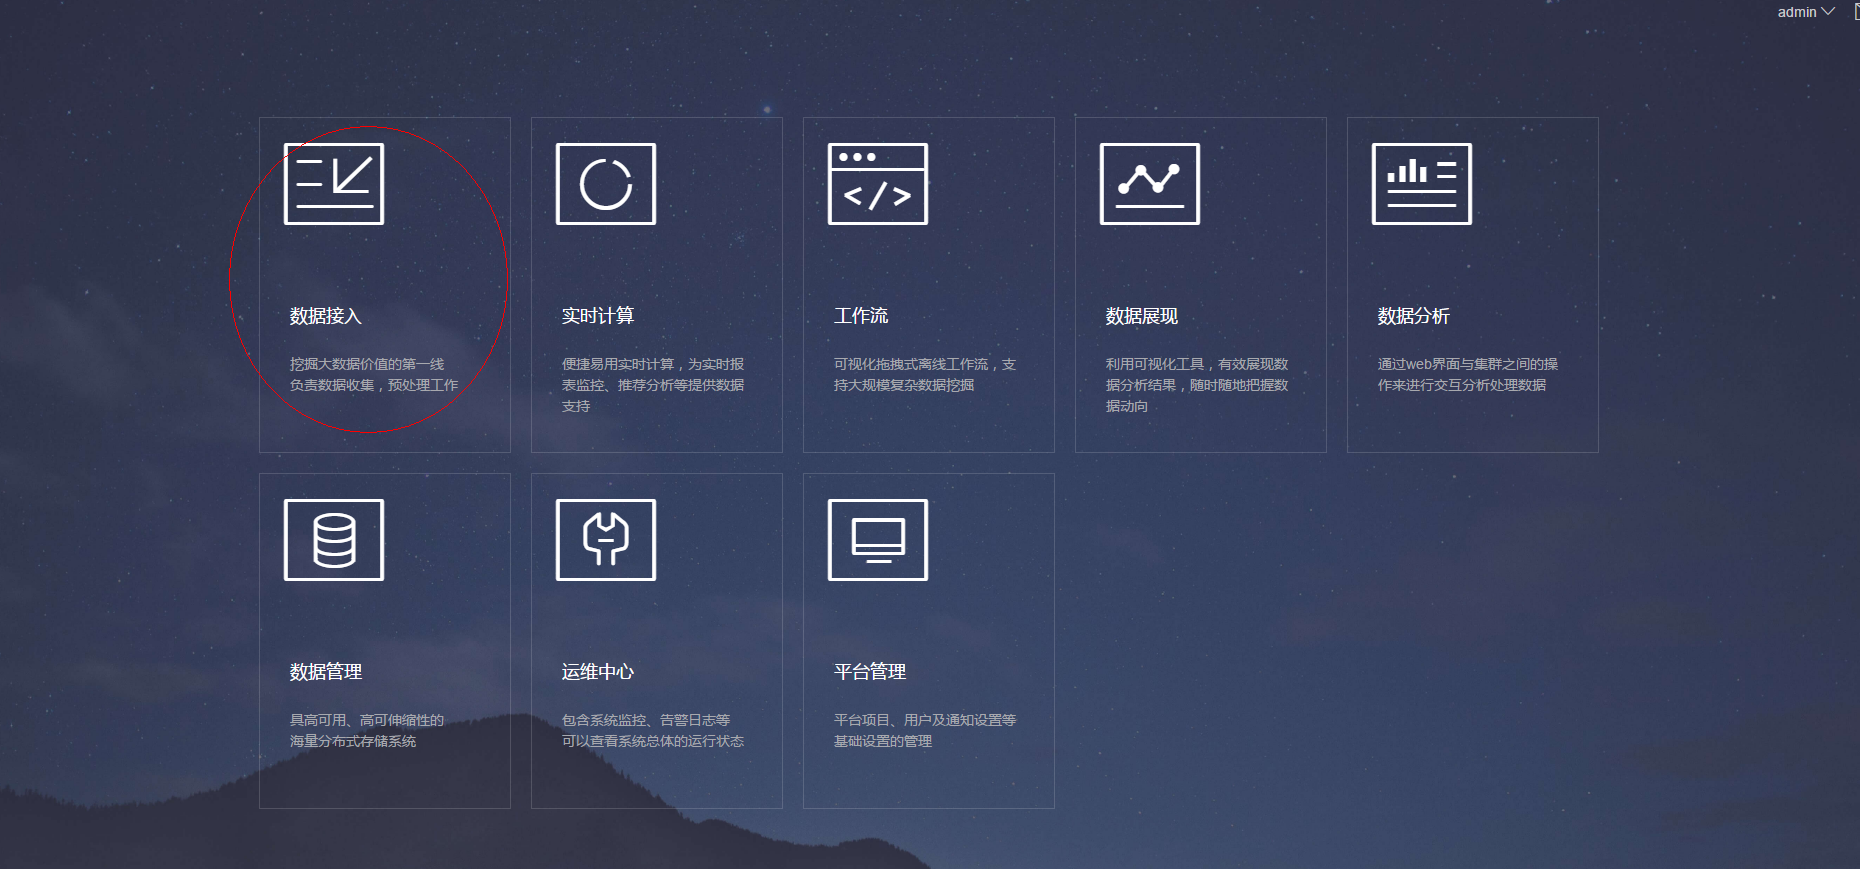 admin
数据接入
挖掘大数据价值的第一线
负责数据收集，预处理工作
实时计算
便捷易用实时计算，为实时报
表监控、推荐分析等提供数据
支持
工作流
可视化拖拽式离线工作流，支
持大规模复杂数据挖掘
数据展现
利用可视化工具，有效展现数
据分析结果，随时随地把握数
据动向
数据分析
通过web界面与集群之间的操
作来进行交互分析处理数据
数据管理
具高可用、高可伸缩性的
海量分布式存储系统
运维中心
包含系统监控、告警日志等
可以查看系统总体的运行状态
平台管理
平台项目、用户及通知设置等
基础设置的管理